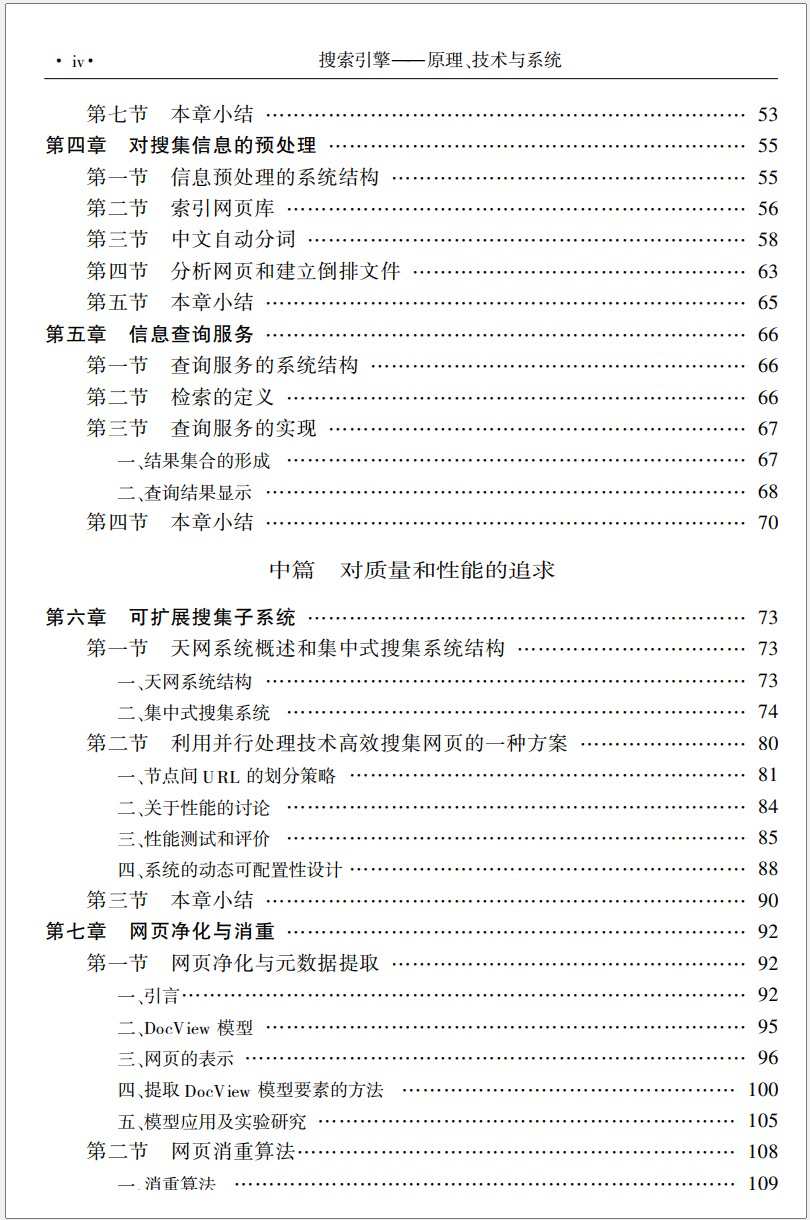 · iv· 搜索引擎——原理、技术与系统
第七节 本章小结 …… 53
第四章 对搜集信息的预处理 …… 55
第一节 信息预处理的系统结构 …… 55
第二节 索引网页库 …… 56
第三节 中文自动分词 …… 58
第四节 分析网页和建立倒排文件 …… 63
第五节 本章小结 …… 65
第五章 信息查询服务 …… 66
第一节 查询服务的系统结构 …… 66
第二节 检索的定义 …… 66
第三节 查询服务的实现 …… 67
一、结果集合的形成 …… 67
二、查询结果显示 …… 68
第四节 本章小结 …… 70
中篇 对质量和性能的追求
第六章 可扩展搜集子系统 …… 73
第一节 天网系统概述和集中式搜集系统结构 …… 73
一、天网系统结构 …… 73
二、集中式搜集系统 …… 74
第二节 利用并行处理技术高效搜集网页的一种方案 …… 80
一、节点间 URL 的划分策略 …… 81
二、关于性能的讨论 …… 84
三、性能测试和评价 …… 85
四、系统的动态可配置性设计 …… 88
第三节 本章小结 …… 90
第七章 网页净化与消重 …… 92
第一节 网页净化与元数据提取 …… 92
一、引言 …… 92
二、DocView 模型 …… 95
三、网页的表示 …… 96
四、提取 DocView 模型要素的方法 …… 100
五、模型应用及实验研究 …… 105
第二节 网页消重算法 …… 108
一、消重算法 …… 109